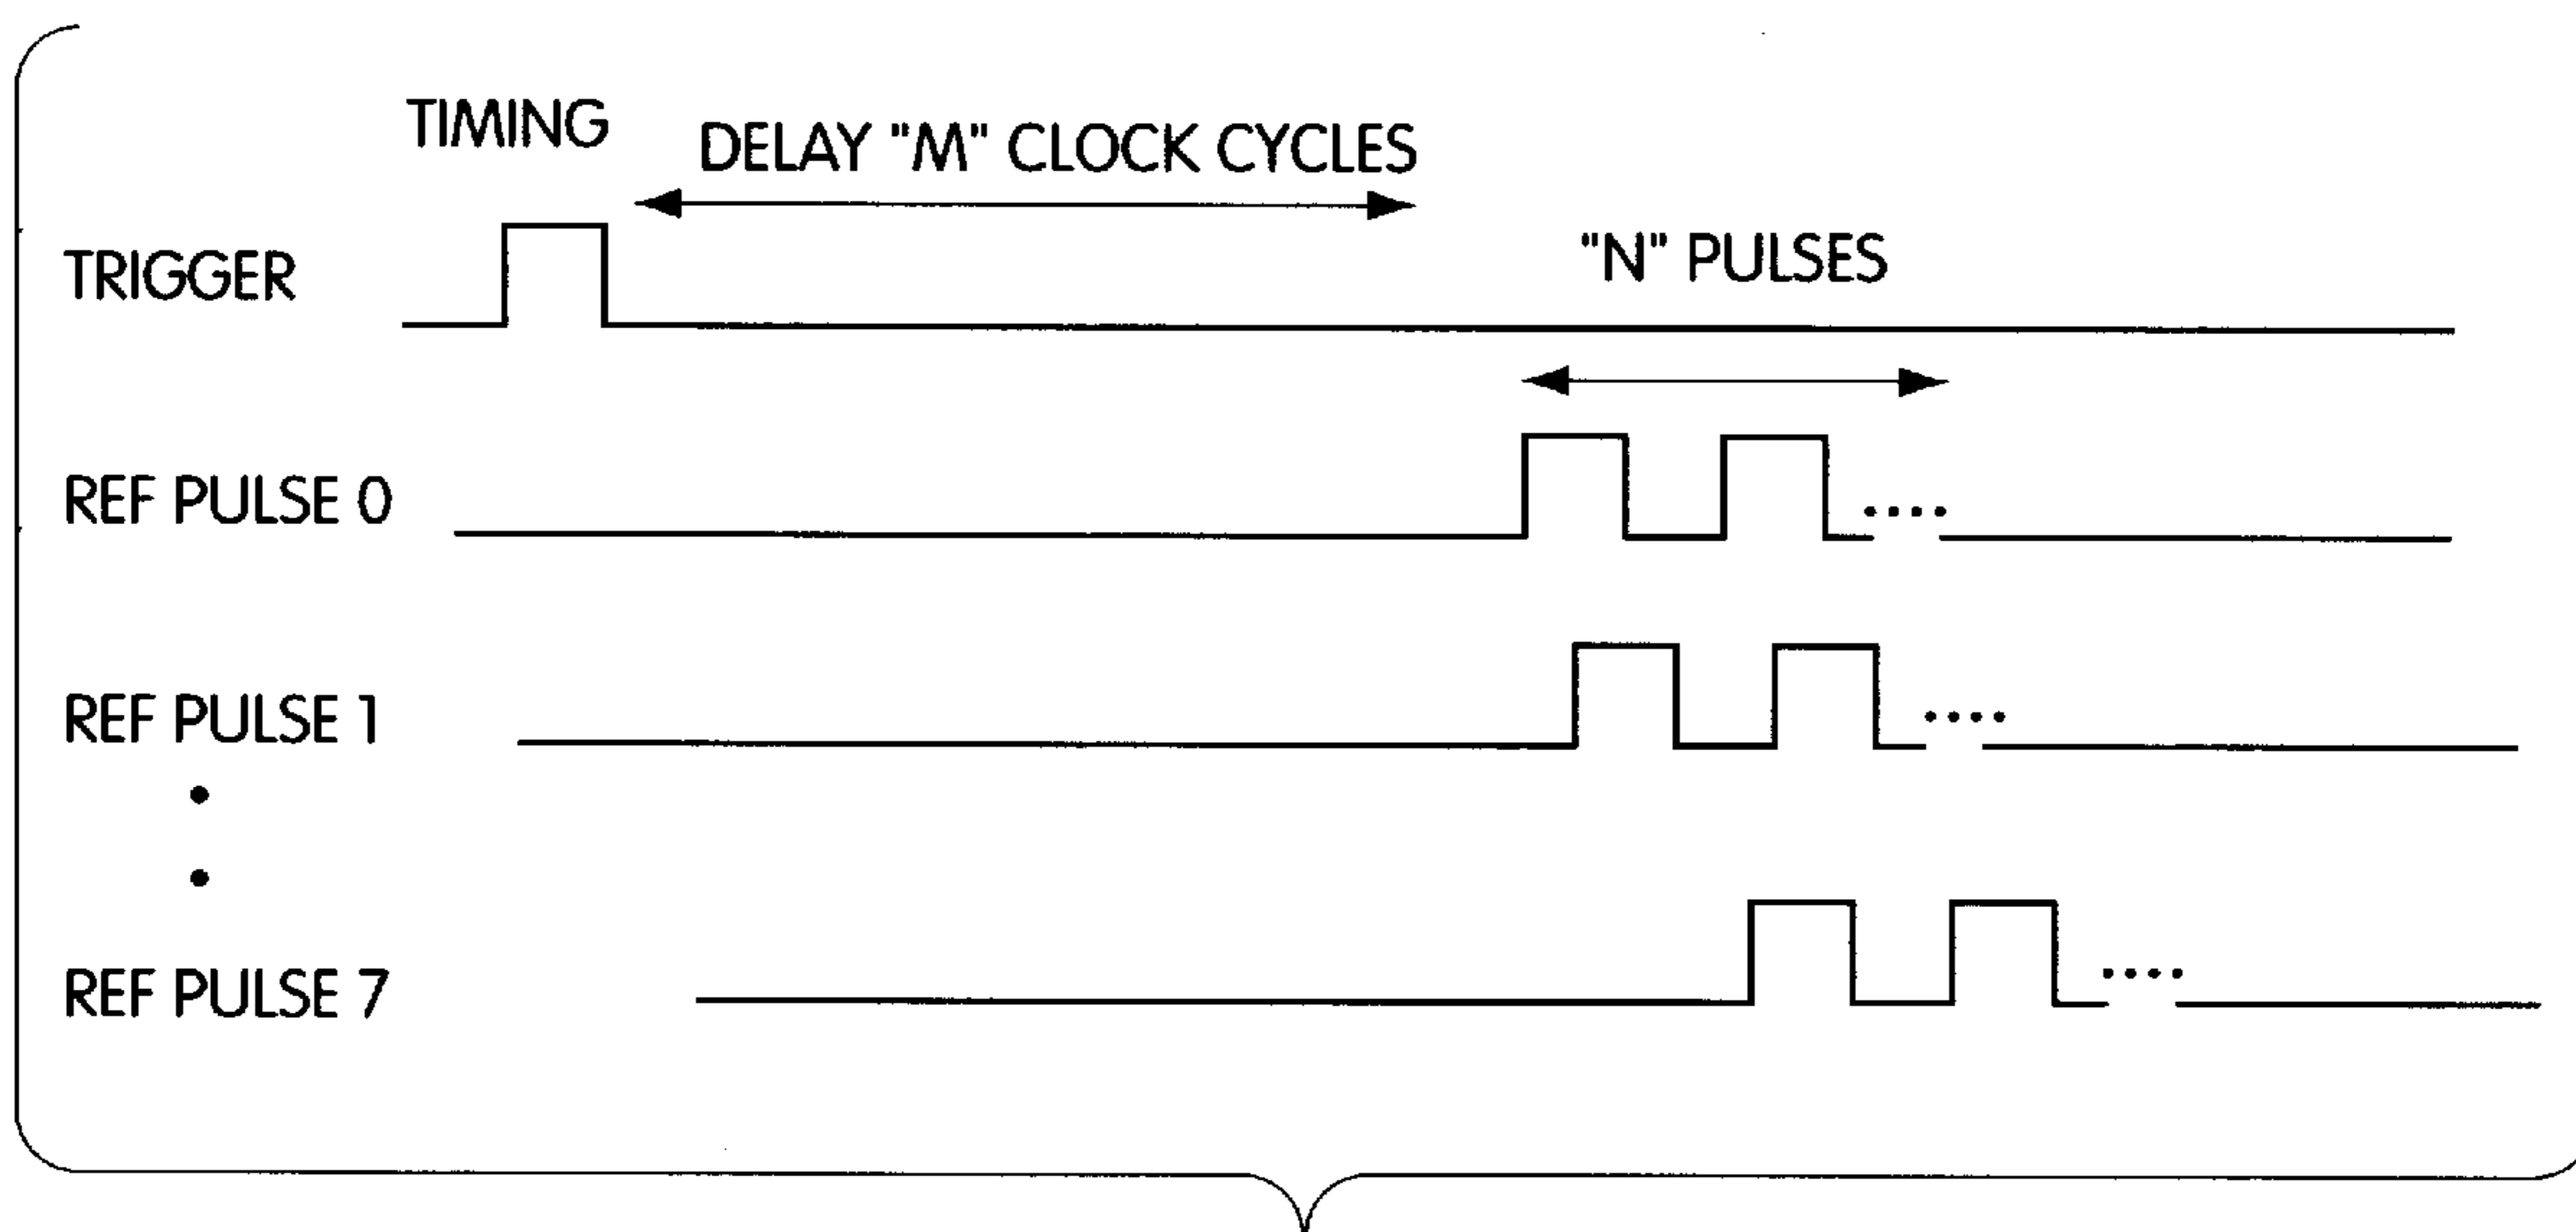 TIMING
DELAY "M" CLOCK CYCLES
TRIGGER
"N" PULSES
REF PULSE 0
REF PULSE 1
REF PULSE 7